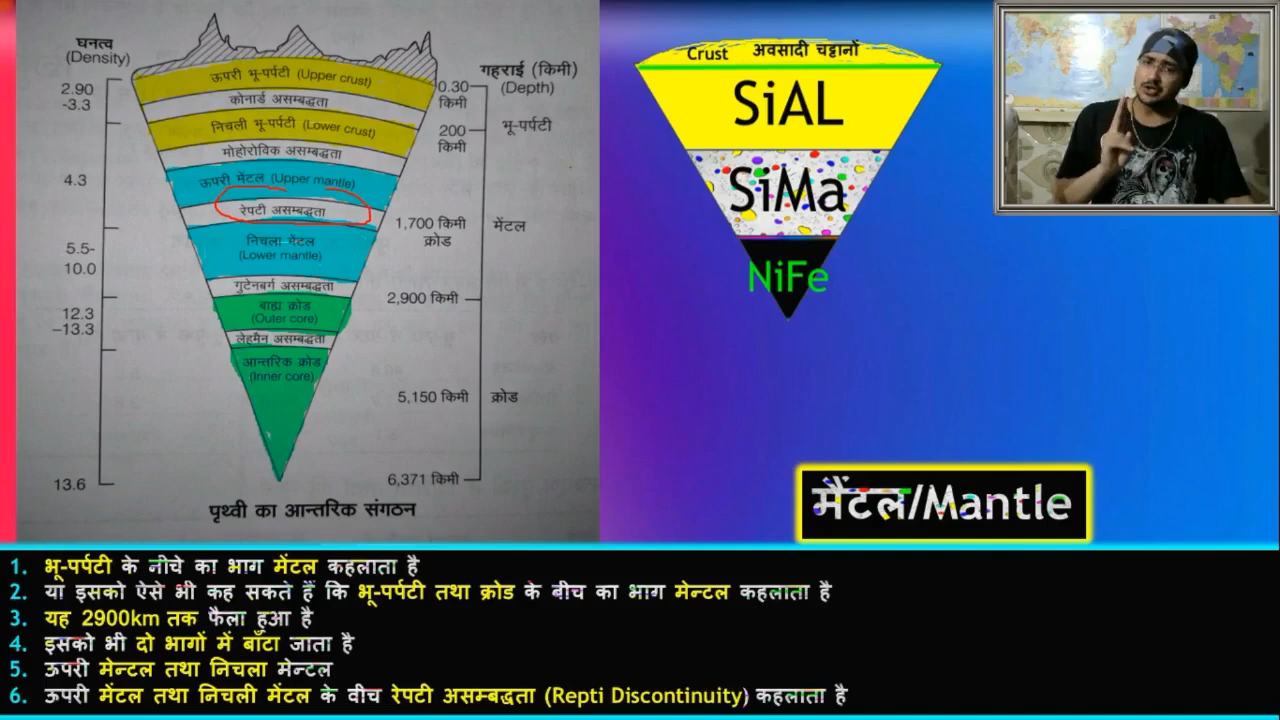 घनत्व
(Density)
2.90
-3.3
4.3
5.5-
10.0
12.3
–13.3
13.6
ऊपरी भू-पर्पटी (Upper crust)
कोनार्ड असम्बद्धता
निचली भू-पर्पटी (Lower crust)
मोहोरोविक असम्बद्धता
ऊपरी मेंटल (Upper mantle)
रेपटी असम्बद्धता
निचला मेंटल
(Lower mantle)
गुटेनबर्ग असम्बद्धता
बाह्य क्रोड
(Outer core)
लेहमैन असम्बद्धता
आन्तरिक क्रोड
(Inner core)
गहराई (किमी)
(Depth)
0.30
किमी
200
किमी
भू-पर्पटी
1,700 किमी
क्रोड
मेंटल
2,900 किमी
5,150 किमी
क्रोड
6,371 किमी
पृथ्वी का आन्तरिक संगठन
Crust अवसादी चट्टानों
SiAL
SiMa
NiFe
मैंटल/Mantle
1. भू-पर्पटी के नीचे का भाग मेंटल कहलाता है
2. या इसको ऐसे भी कह सकते हैं कि भू-पर्पटी तथा क्रोड के बीच का भाग मेन्टल कहलाता है
3. यह 2900km तक फैला हुआ है
4. इसको भी दो भागों में बाँटा जाता है
5. ऊपरी मेन्टल तथा निचला मेन्टल
6. ऊपरी मेंटल तथा निचली मेंटल के वीच रेपटी असम्बद्धता (Repti Discontinuity) कहलाता है